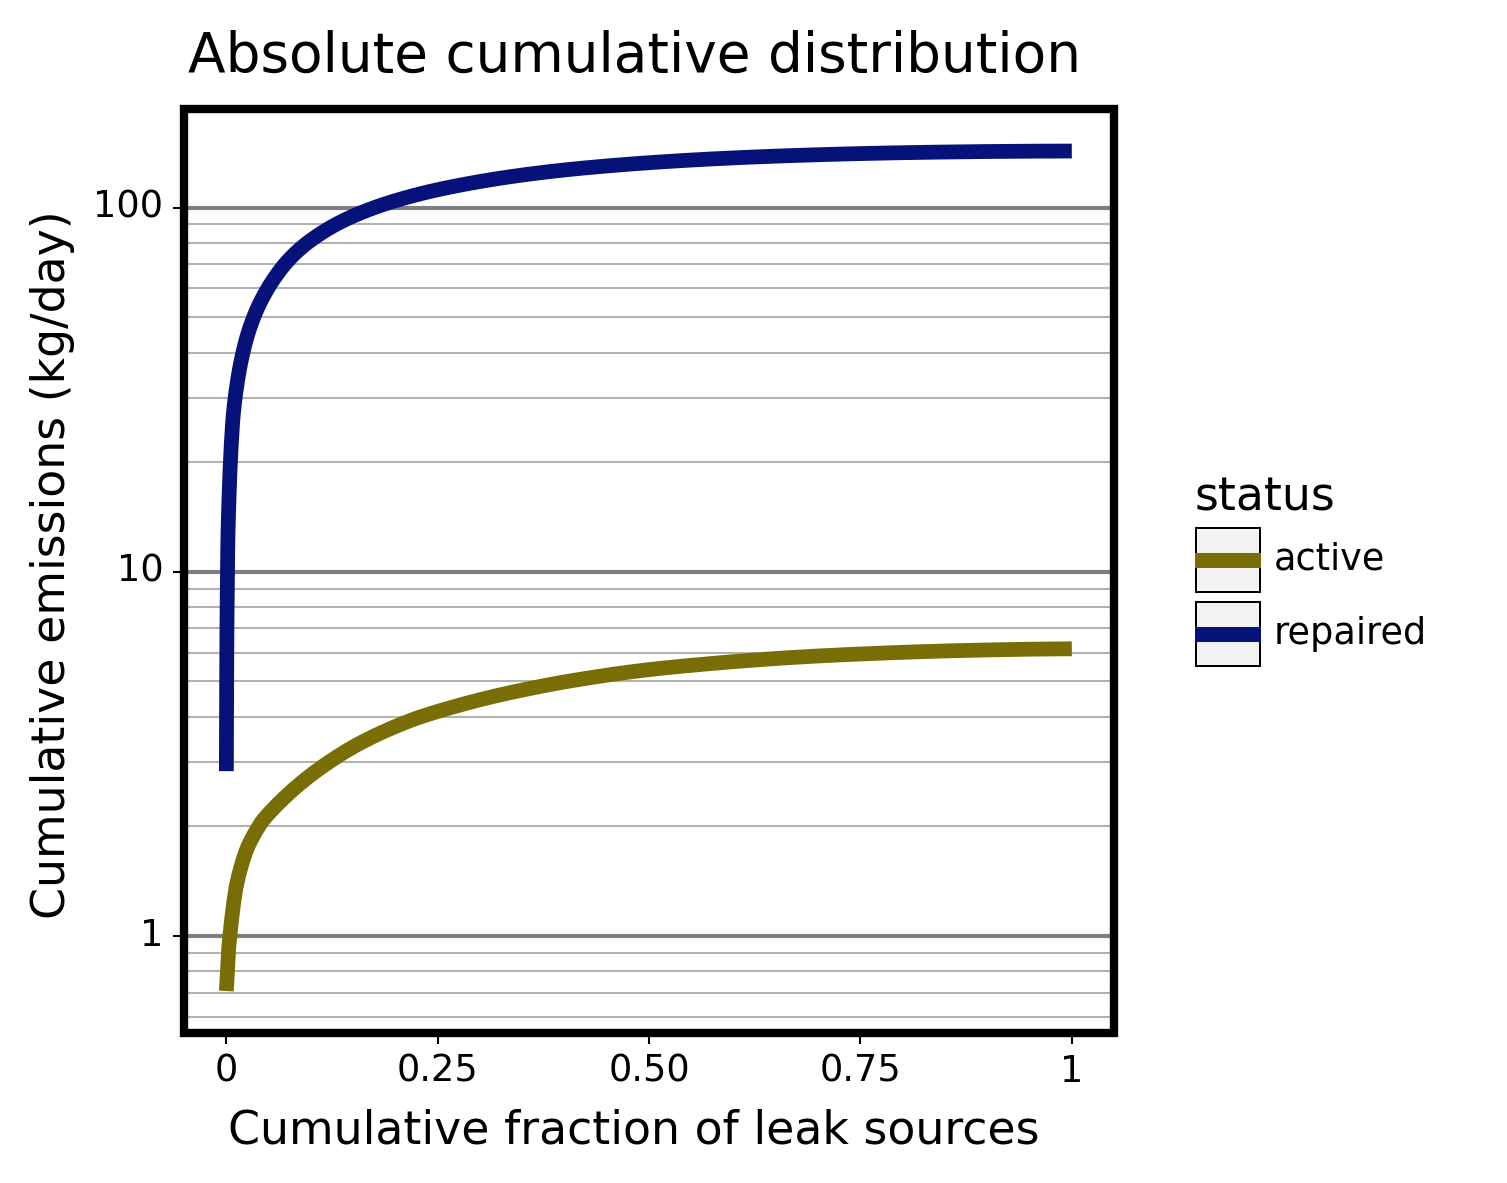 Absolute cumulative distribution
Cumulative emissions (kg/day)
100
10
1
0
0.25
0.50
0.75
1
Cumulative fraction of leak sources
status
active
repaired